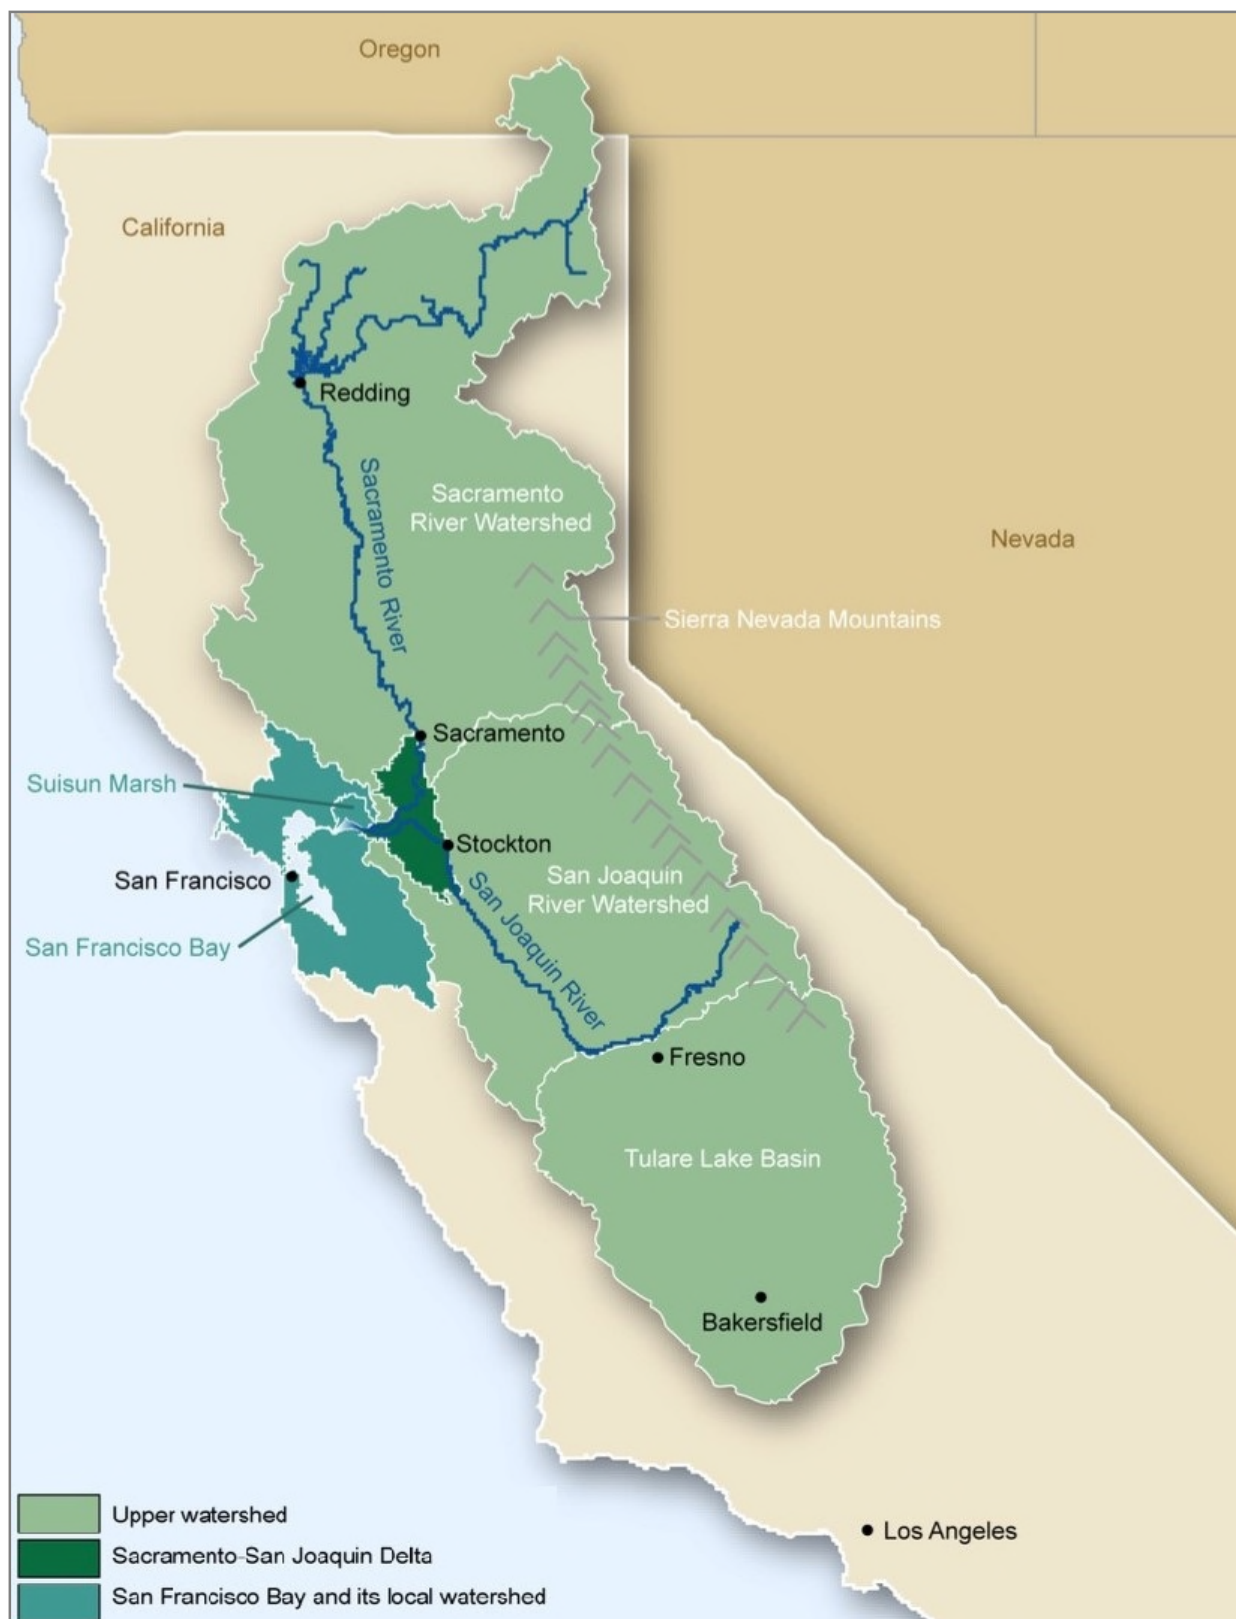 Oregon
California
Redding
Sacramento River
Sacramento
River Watershed
Nevada
Sierra Nevada Mountains
Sacramento
Suisun Marsh
Stockton
San Francisco
San Joaquin
River Watershed
San Francisco Bay
San Joaquin River
Fresno
Tulare Lake Basin
Bakersfield
Los Angeles
Upper watershed
Sacramento-San Joaquin Delta
San Francisco Bay and its local watershed